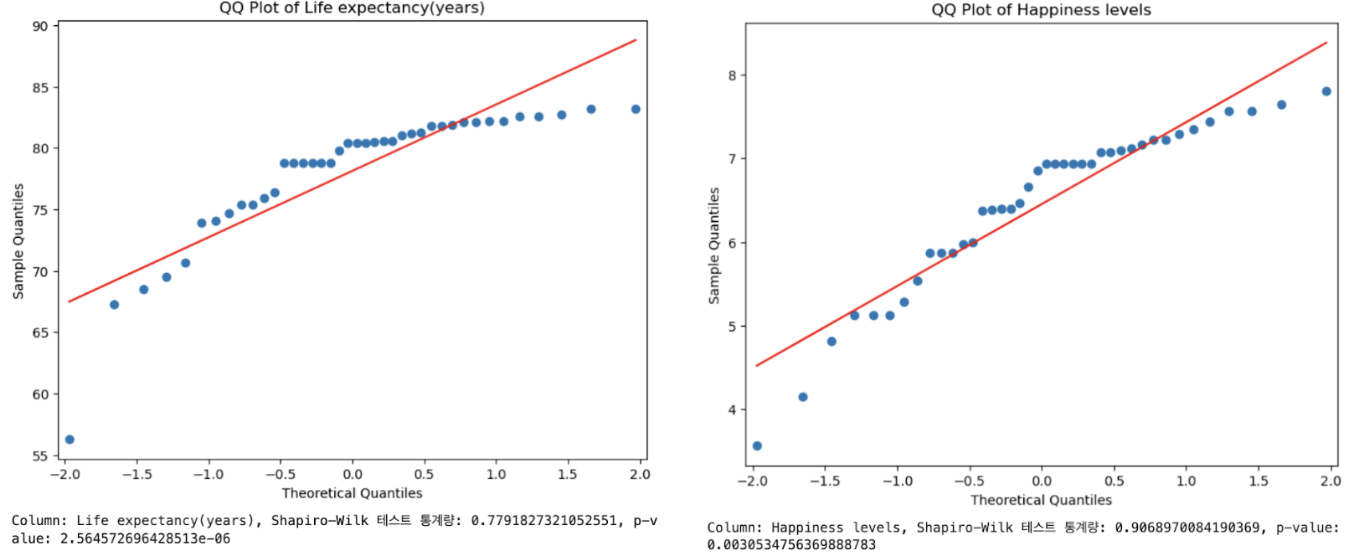 QQ Plot of Life expectancy(years)
90
85
80
75
70
65
60
55
Sample Quantiles
−2.0 −1.5 −1.0 −0.5 0.0 0.5 1.0 1.5 2.0
Theoretical Quantiles
Column: Life expectancy(years), Shapiro-Wilk 테스트 통계량: 0.7791827321052551, p-v
alue: 2.564572696428513e-06
QQ Plot of Happiness levels
8
7
6
5
4
Sample Quantiles
−2.0 −1.5 −1.0 −0.5 0.0 0.5 1.0 1.5 2.0
Theoretical Quantiles
Column: Happiness levels, Shapiro-Wilk 테스트 통계량: 0.9068970084190369, p-value:
0.0030534756369888783